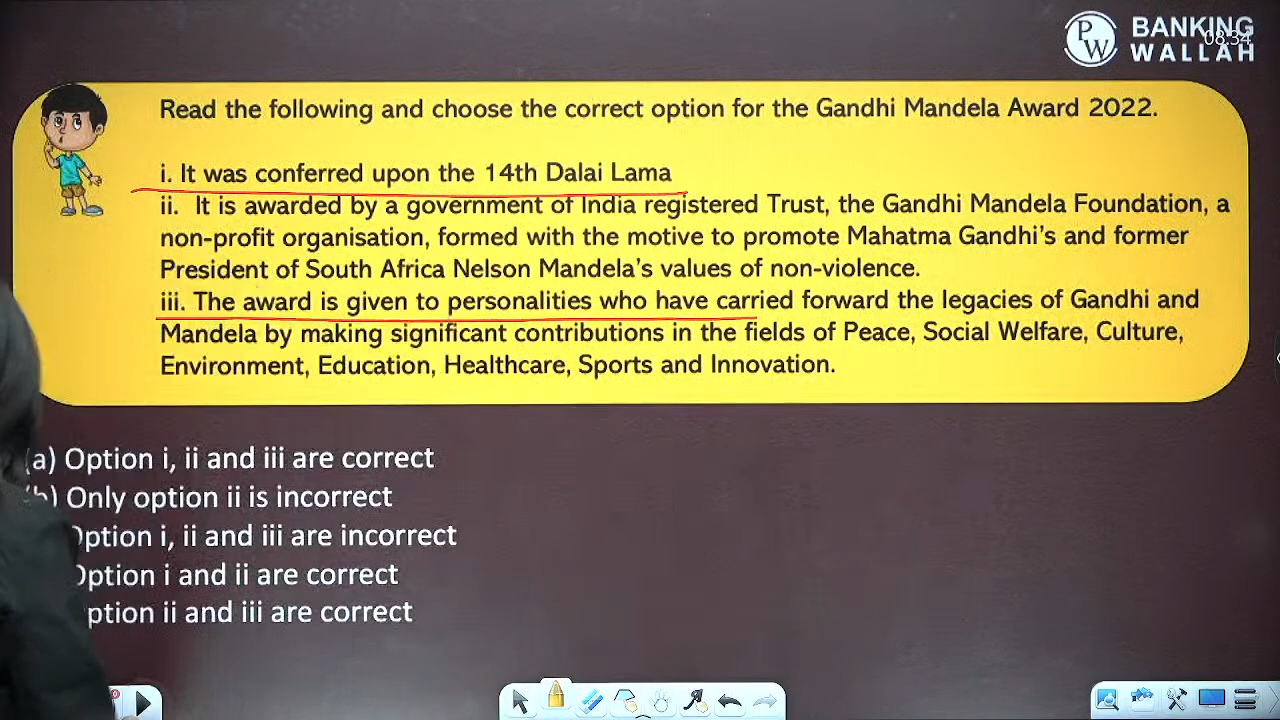 PW
BANKING
WALLAH
08:34
Read the following and choose the correct option for the Gandhi Mandela Award 2022.
i. It was conferred upon the 14th Dalai Lama
ii. It is awarded by a government of India registered Trust, the Gandhi Mandela Foundation, a
non-profit organisation, formed with the motive to promote Mahatma Gandhi's and former
President of South Africa Nelson Mandela's values of non-violence.
iii. The award is given to personalities who have carried forward the legacies of Gandhi and
Mandela by making significant contributions in the fields of Peace, Social Welfare, Culture,
Environment, Education, Healthcare, Sports and Innovation.
(a) Option i, ii and iii are correct
(b) Only option ii is incorrect
Option i, ii and iii are incorrect
Option i and ii are correct
ption ii and iii are correct